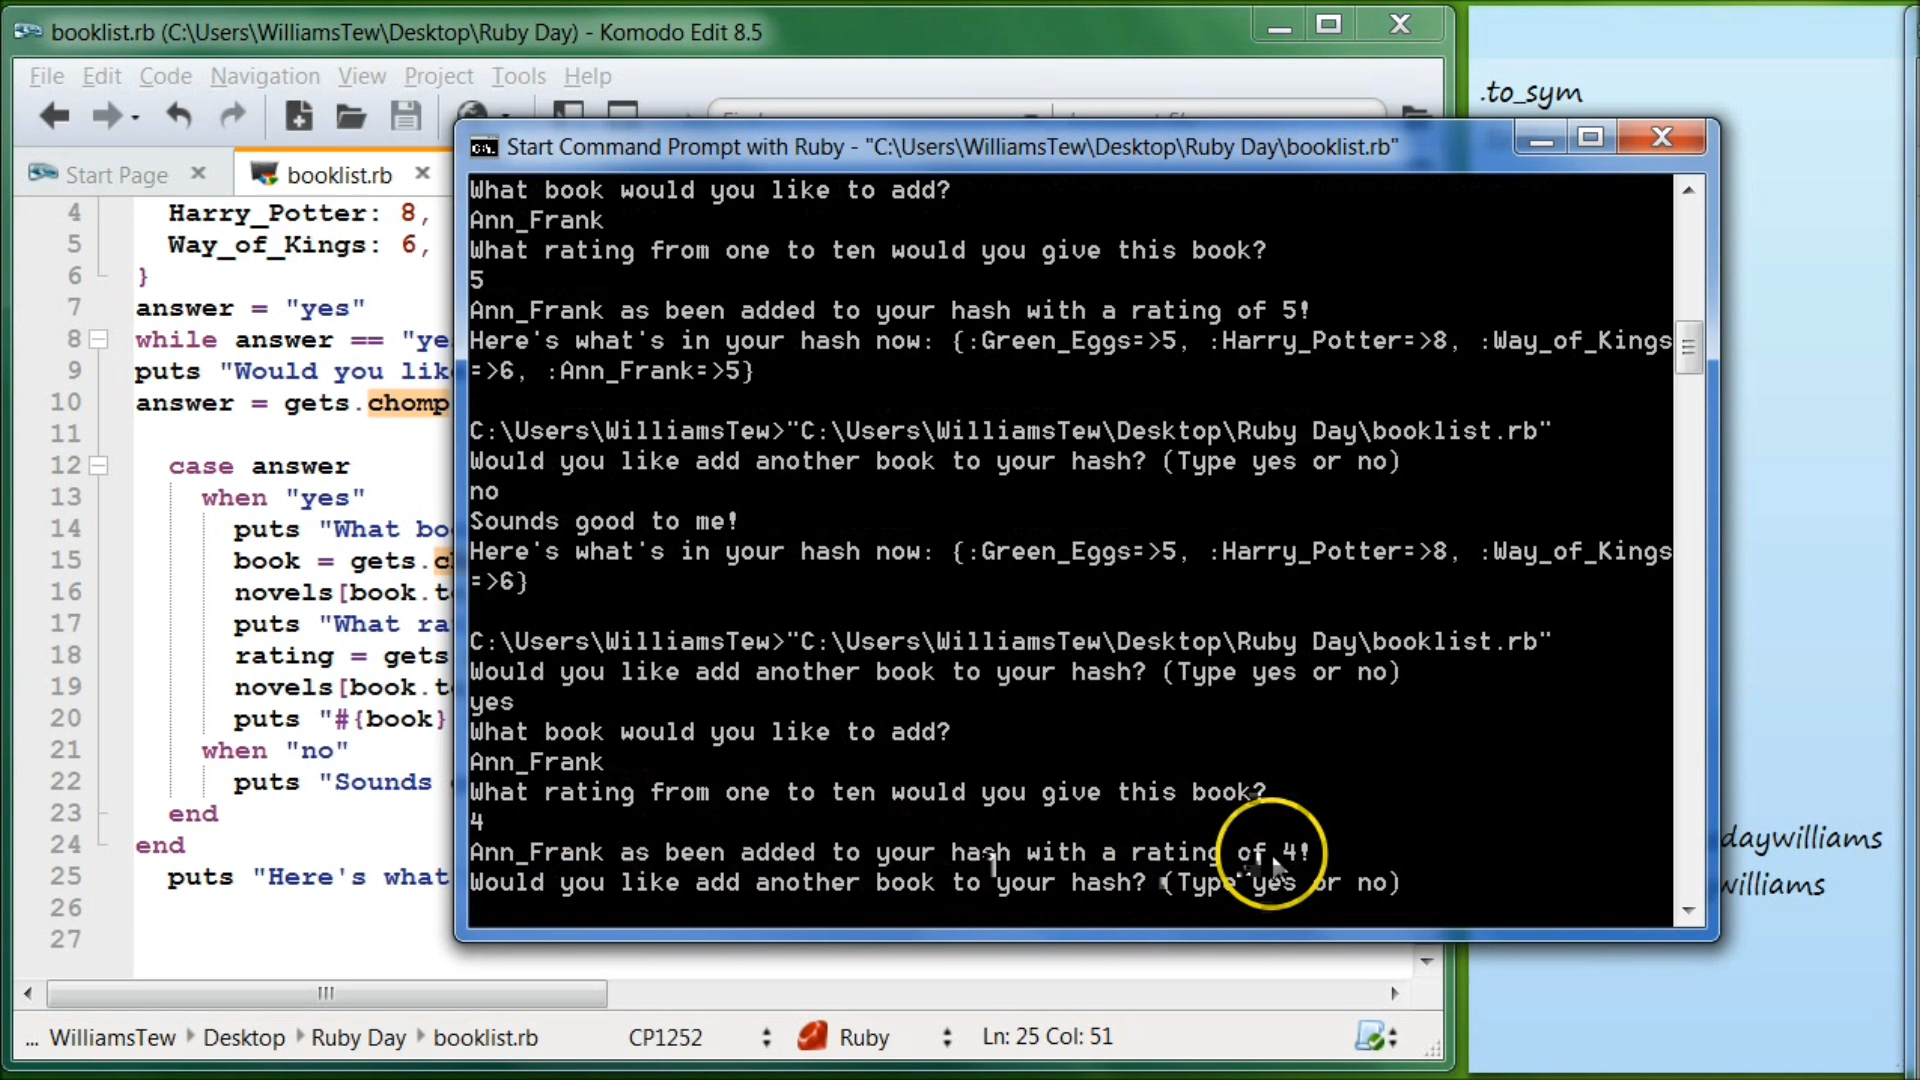 booklist.rb (C:\Users\WilliamsTew\Desktop\Ruby Day) - Komodo Edit 8.5
File Edit Code Navigation View Project Tools Help
.to_sym
Start Command Prompt with Ruby - "C:\Users\WilliamsTew\Desktop\Ruby Day\booklist.rb"
Start Page
booklist.rb
4 Harry_Potter: 8,
5 Way_of_Kings: 6,
6 }
7 answer = "yes"
8 while answer == "ye
9 puts "Would you lik
10 answer = gets.chomp
11
12 case answer
13 when "yes"
14 puts "What bo
15 book = gets.c
16 novels[book.t
17 puts "What ra
18 rating = gets
19 novels[book.t
20 puts "#{book}
21 when "no"
22 puts "Sounds
23 end
24 end
25 puts "Here's what
26
27
What book would you like to add?
Ann_Frank
What rating from one to ten would you give this book?
5
Ann_Frank as been added to your hash with a rating of 5!
Here's what's in your hash now: {:Green_Eggs=>5, :Harry_Potter=>8, :Way_of_Kings
=>6, :Ann_Frank=>5}
C:\Users\WilliamsTew>"C:\Users\WilliamsTew\Desktop\Ruby Day\booklist.rb"
Would you like add another book to your hash? (Type yes or no)
no
Sounds good to me!
Here's what's in your hash now: {:Green_Eggs=>5, :Harry_Potter=>8, :Way_of_Kings
=>6}
C:\Users\WilliamsTew>"C:\Users\WilliamsTew\Desktop\Ruby Day\booklist.rb"
Would you like add another book to your hash? (Type yes or no)
yes
What book would you like to add?
Ann_Frank
What rating from one to ten would you give this book?
4
Ann_Frank as been added to your hash with a rating of 4!
Would you like add another book to your hash? (Type yes or no)
daywilliams
williams
... WilliamsTew Desktop Ruby Day booklist.rb CP1252 Ruby Ln: 25 Col: 51